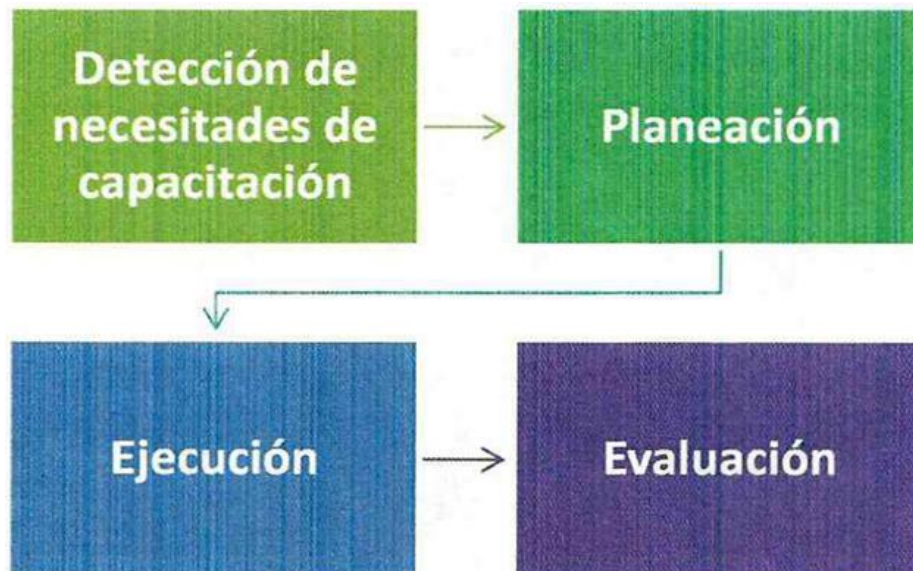 Detección de
necesitades de
capacitación
Planeación
Ejecución
Evaluación